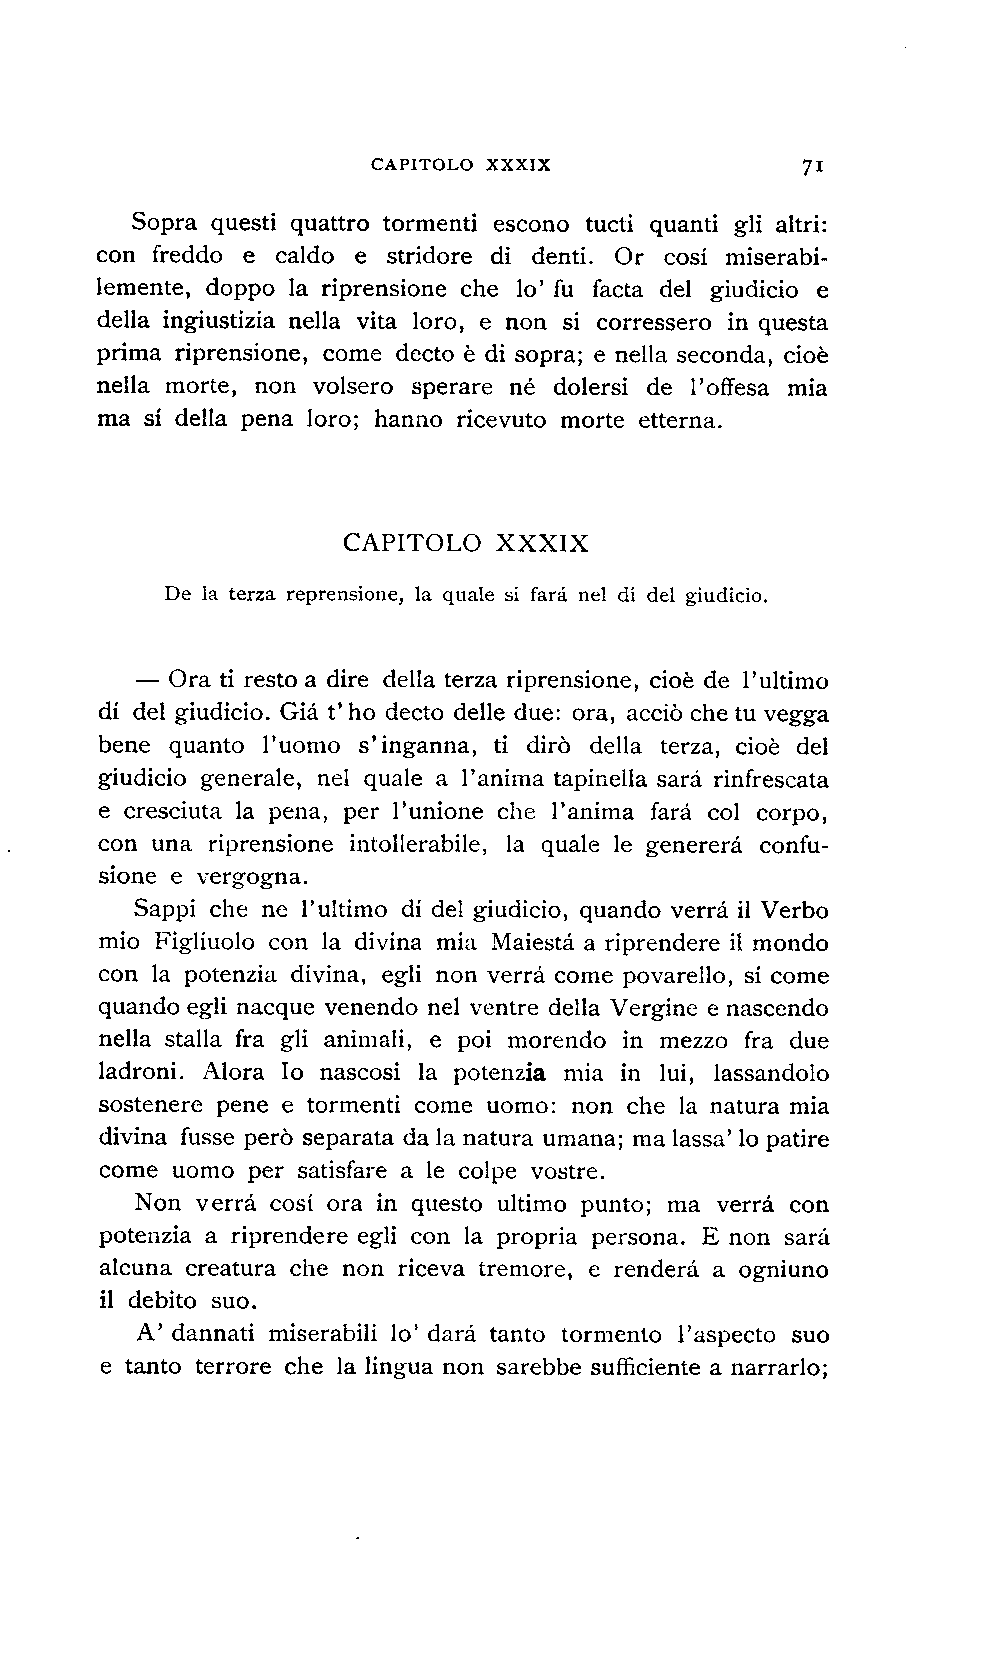 CAPITOLO XXXIX 71
Sopra questi quattro tormenti escono tucti quanti gli altri:
con freddo e caldo e stridore di denti. Or cosí miserabi-
lemente, doppo la riprensione che lo' fu facta del giudicio e
della ingiustizia nella vita loro, e non si corressero in questa
prima riprensione, come decto è di sopra; e nella seconda, cioè
nella morte, non volsero sperare né dolersi de l'offesa mia
ma sí della pena loro; hanno ricevuto morte etterna.
CAPITOLO XXXIX
De la terza reprensione, la quale si fará nel dí del giudicio.
— Ora ti resto a dire della terza riprensione, cioè de l'ultimo
dí del giudicio. Giá t'ho decto delle due: ora, acciò che tu vegga
bene quanto l'uomo s'inganna, ti dirò della terza, cioè del
giudicio generale, nel quale a l'anima tapinella sará rinfrescata
e cresciuta la pena, per l'unione che l'anima fará col corpo,
con una riprensione intollerabile, la quale le genererá confu-
sione e vergogna.
Sappi che ne l'ultimo dí del giudicio, quando verrá il Verbo
mio Figliuolo con la divina mia Maiestá a riprendere il mondo
con la potenzia divina, egli non verrá come povarello, sí come
quando egli nacque venendo nel ventre della Vergine e nascendo
nella stalla fra gli animali, e poi morendo in mezzo fra due
ladroni. Alora Io nascosi la potenzia mia in lui, lassandolo
sostenere pene e tormenti come uomo: non che la natura mia
divina fusse però separata da la natura umana; ma lassa' lo patire
come uomo per satisfare a le colpe vostre.
Non verrá cosí ora in questo ultimo punto; ma verrá con
potenzia a riprendere egli con la propria persona. E non sará
alcuna creatura che non riceva tremore, e renderá a ogniuno
il debito suo.
A' dannati miserabili lo' dará tanto tormento l'aspecto suo
e tanto terrore che la lingua non sarebbe sufficiente a narrarlo;